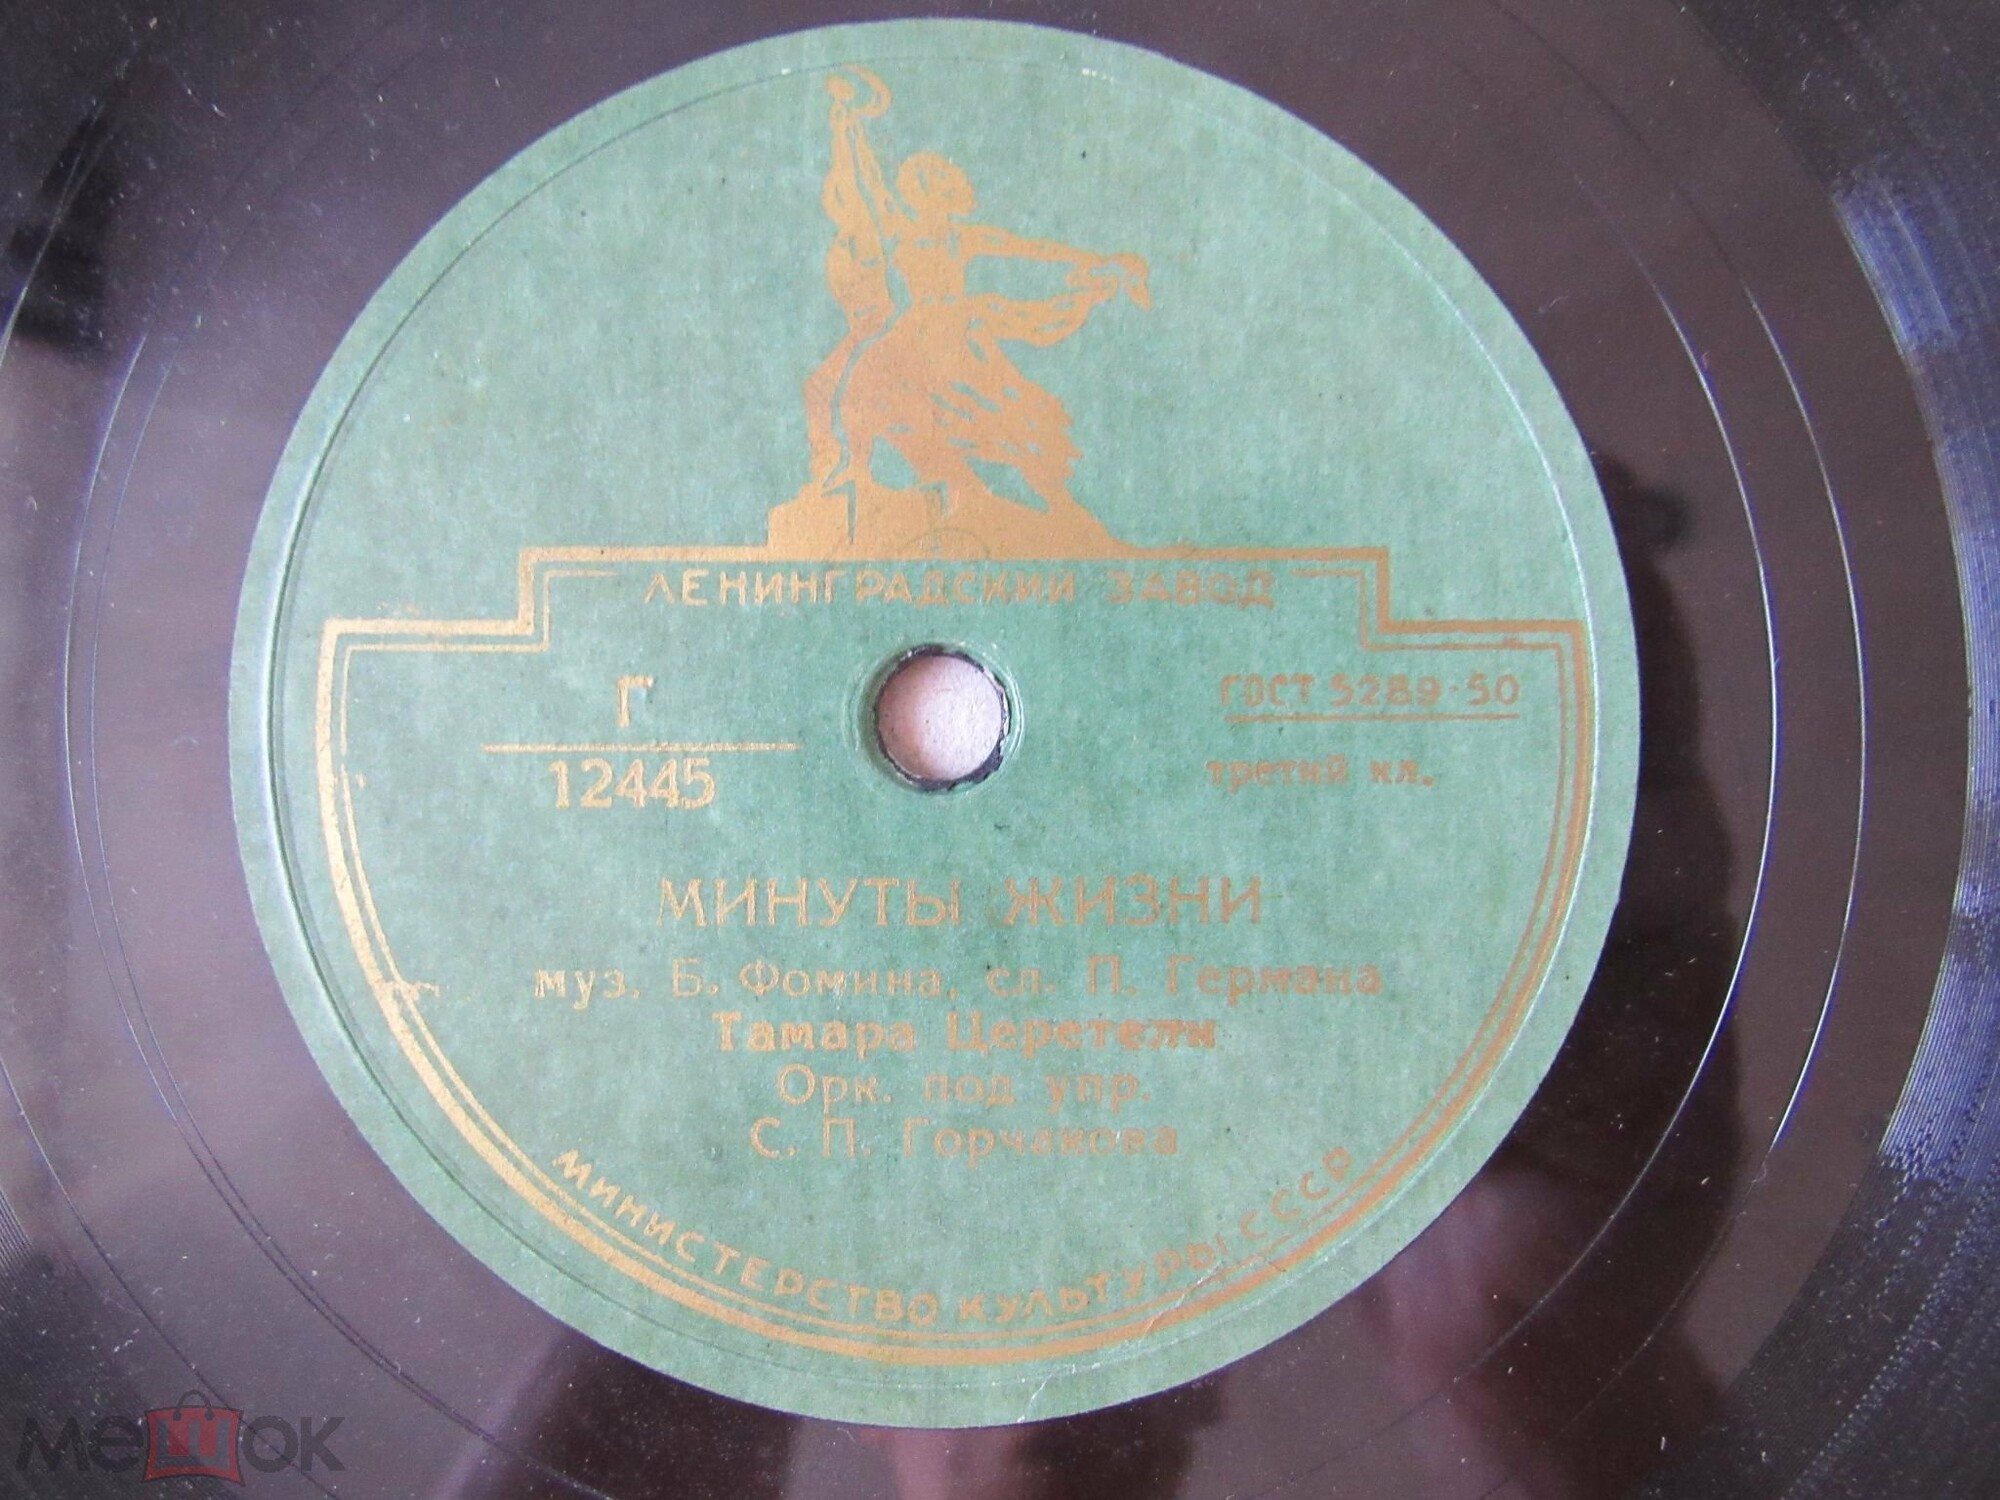 ЛЕНИНГРАДСКИЙ ЗАВОД
Г
12445
ГОСТ 5289-50
третий кл.
МИНУТЫ ЖИЗНИ
муз. Б. Фомина, сл. П. Германа
Тамара Церетели
Орк. под упр.
С. П. Горчакова
МИНИСТЕРСТВО КУЛЬТУРЫ СССР
мешок